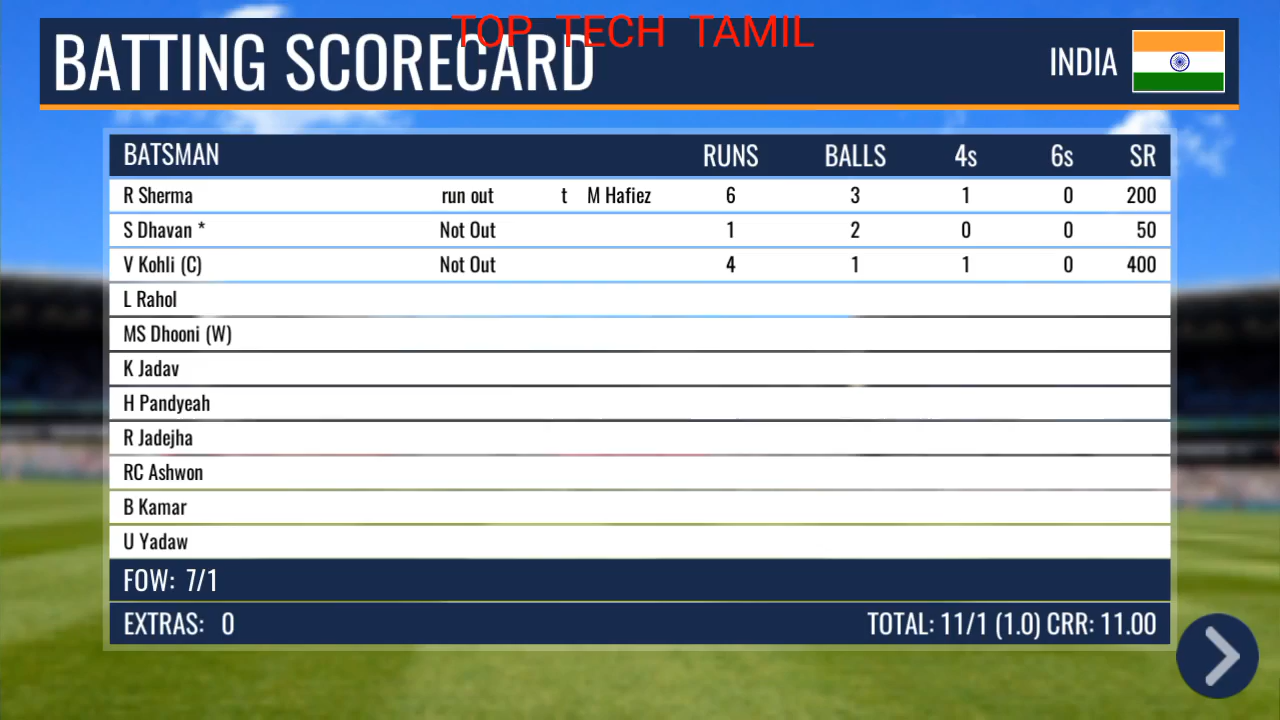 TOP TECH TAMIL
BATTING SCORECARD INDIA
BATSMAN RUNS BALLS 4s 6s SR
R Sherma run out t M Hafiez 6 3 1 0 200
S Dhavan * Not Out 1 2 0 0 50
V Kohli (C) Not Out 4 1 1 0 400
L Rahol
MS Dhooni (W)
K Jadav
H Pandyeah
R Jadejha
RC Ashwon
B Kamar
U Yadaw
FOW: 7/1
EXTRAS: 0 TOTAL: 11/1 (1.0) CRR: 11.00